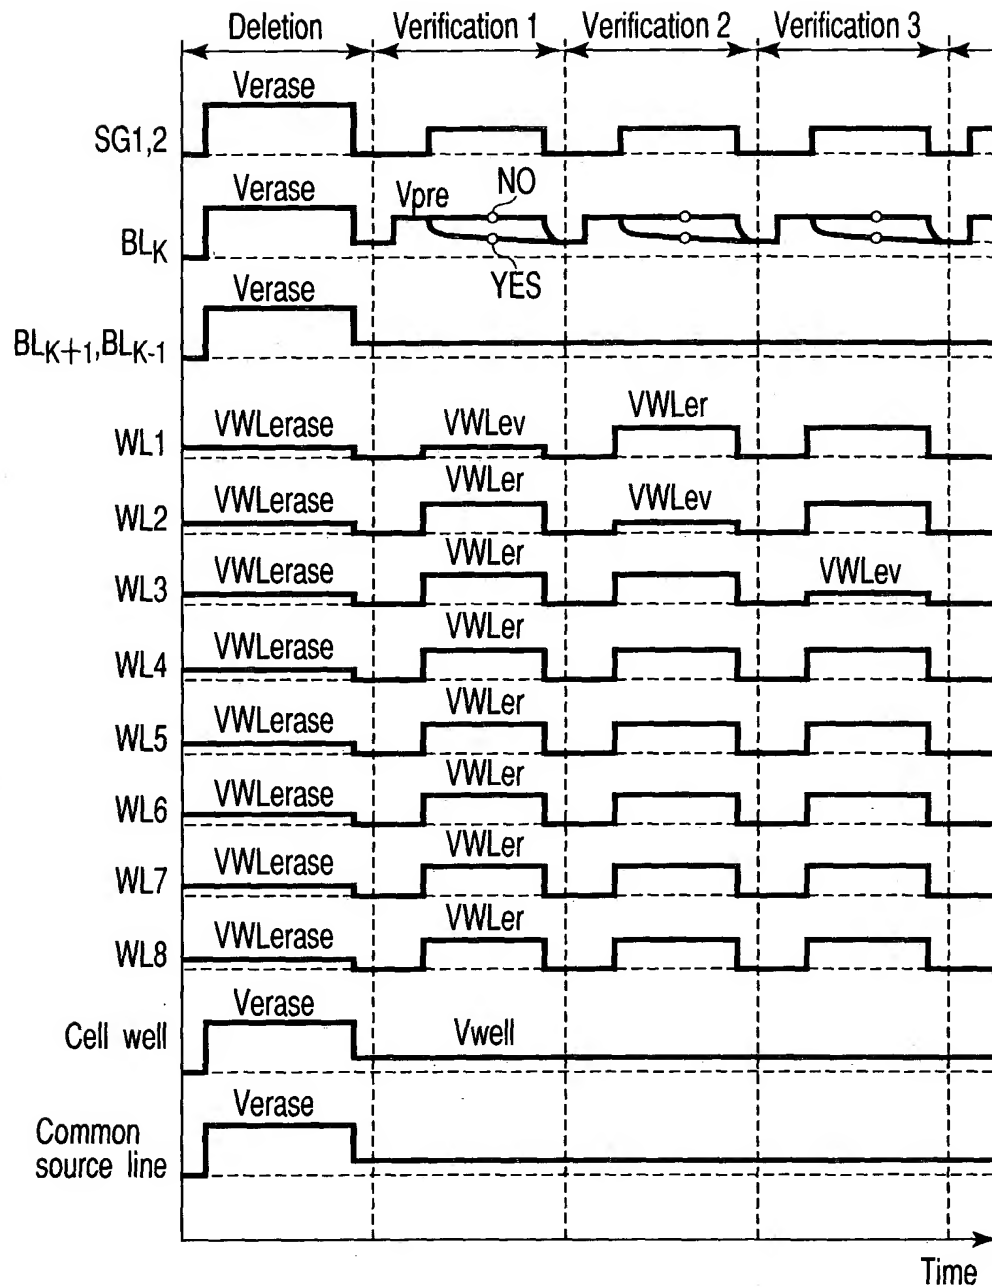 Deletion Verification 1 Verification 2 Verification 3
Verase
SG1,2
Verase Vpre NO
BLK
YES
Verase
BLK+1,BLK-1
VWLerase VWLev VWLer
WL1
VWLerase VWLer VWLev
WL2
VWLerase VWLer VWLev
WL3
VWLerase VWLer
WL4
VWLerase VWLer
WL5
VWLerase VWLer
WL6
VWLerase VWLer
WL7
VWLerase VWLer
WL8
Verase
Cell well Vwell
Verase
Common
source line
Time